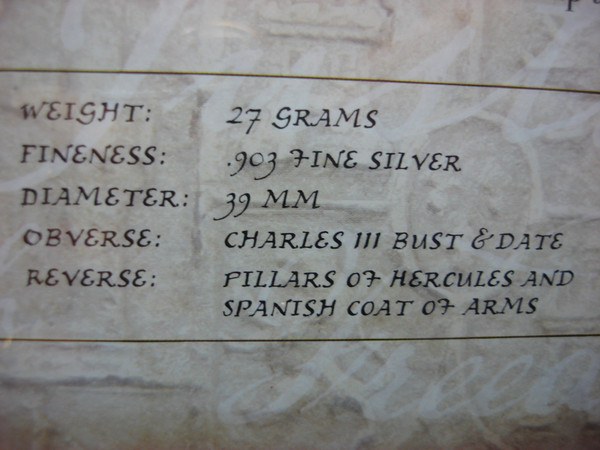 WEIGHT: 27 GRAMS
FINENESS: .903 FINE SILVER
DIAMETER: 39 MM
OBVERSE: CHARLES III BUST & DATE
REVERSE: PILLARS OF HERCULES AND
SPANISH COAT OF ARMS